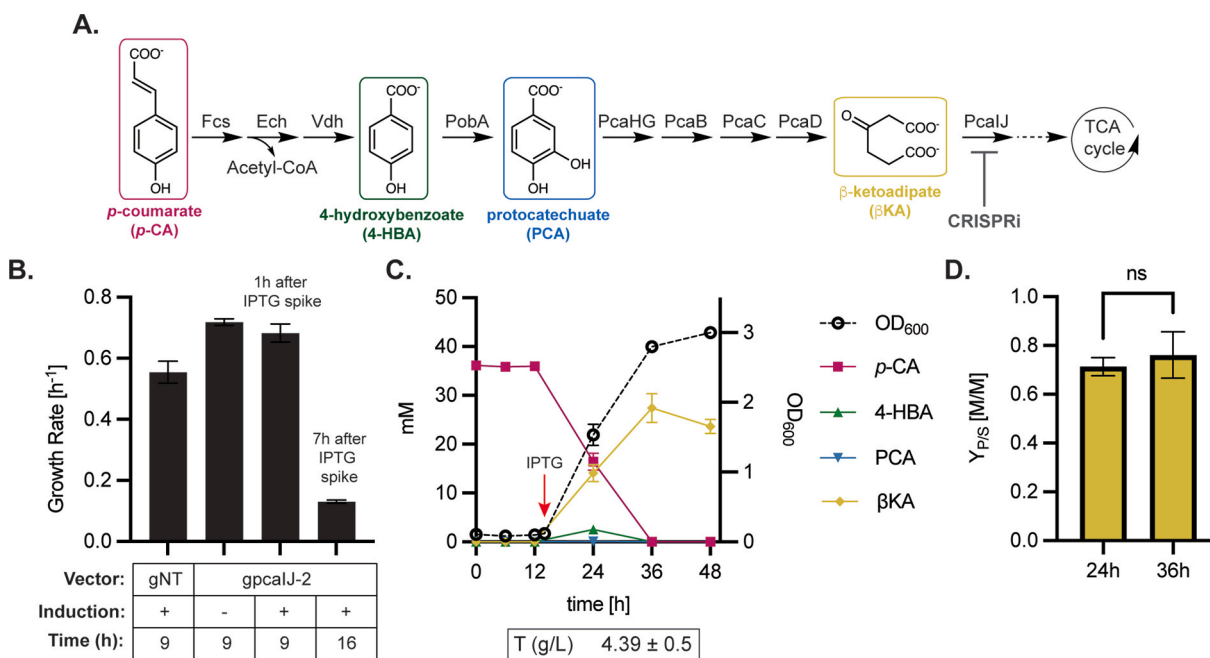 A.
COO⁻
OH
p-coumarate
(p-CA)
Fcs
Ech
Vdh
Acetyl-CoA
COO⁻
OH
4-hydroxybenzoate
(4-HBA)
PobA
COO⁻
OH
OH
protocatechuate
(PCA)
PcaHG
PcaB
PcaC
PcaD
O
COO⁻
COO⁻
β-ketoadipate
(βKA)
PcaIJ
CRISPRi
TCA
cycle
B.
Growth Rate [h⁻¹]
0.8
0.6
0.4
0.2
0.0
1h after
IPTG spike
7h after
IPTG
spike
Vector: gNT gpcaIJ-2
Induction: + - + +
Time (h): 9 9 9 16
C.
mM
50
40
30
20
10
0
IPTG
3
2
1
0
OD₆₀₀
0 12 24 36 48
time [h]
T (g/L) 4.39 ± 0.5
OD₆₀₀
p-CA
4-HBA
PCA
βKA
D.
ns
Y_P/S [M/M]
1.0
0.8
0.6
0.4
0.2
0.0
24h 36h